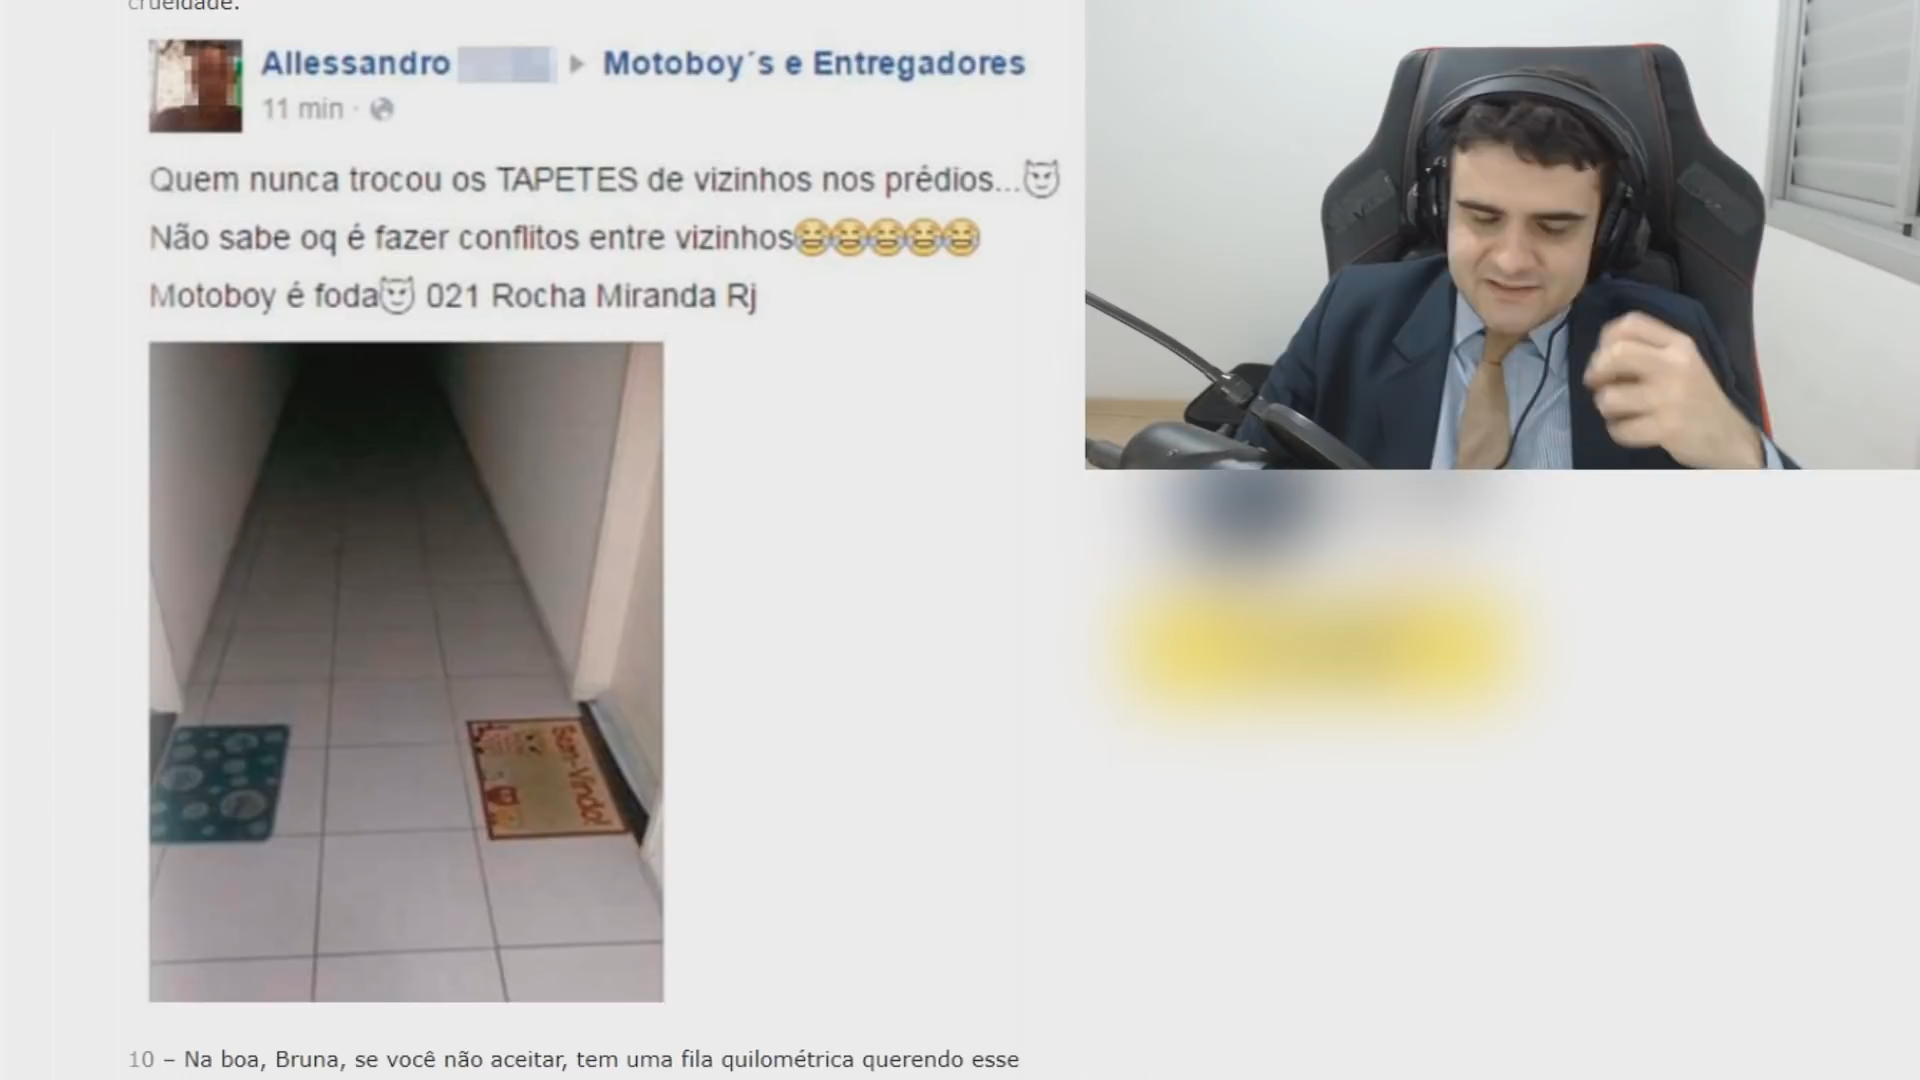 crueldade.
Allessandro ▸ Motoboy´s e Entregadores
11 min ·
Quem nunca trocou os TAPETES de vizinhos nos prédios...😈
Não sabe oq é fazer conflitos entre vizinhos😂😂😂😂😂
Motoboy é foda😈 021 Rocha Miranda Rj
Bem-Vindo!
10 – Na boa, Bruna, se você não aceitar, tem uma fila quilométrica querendo esse